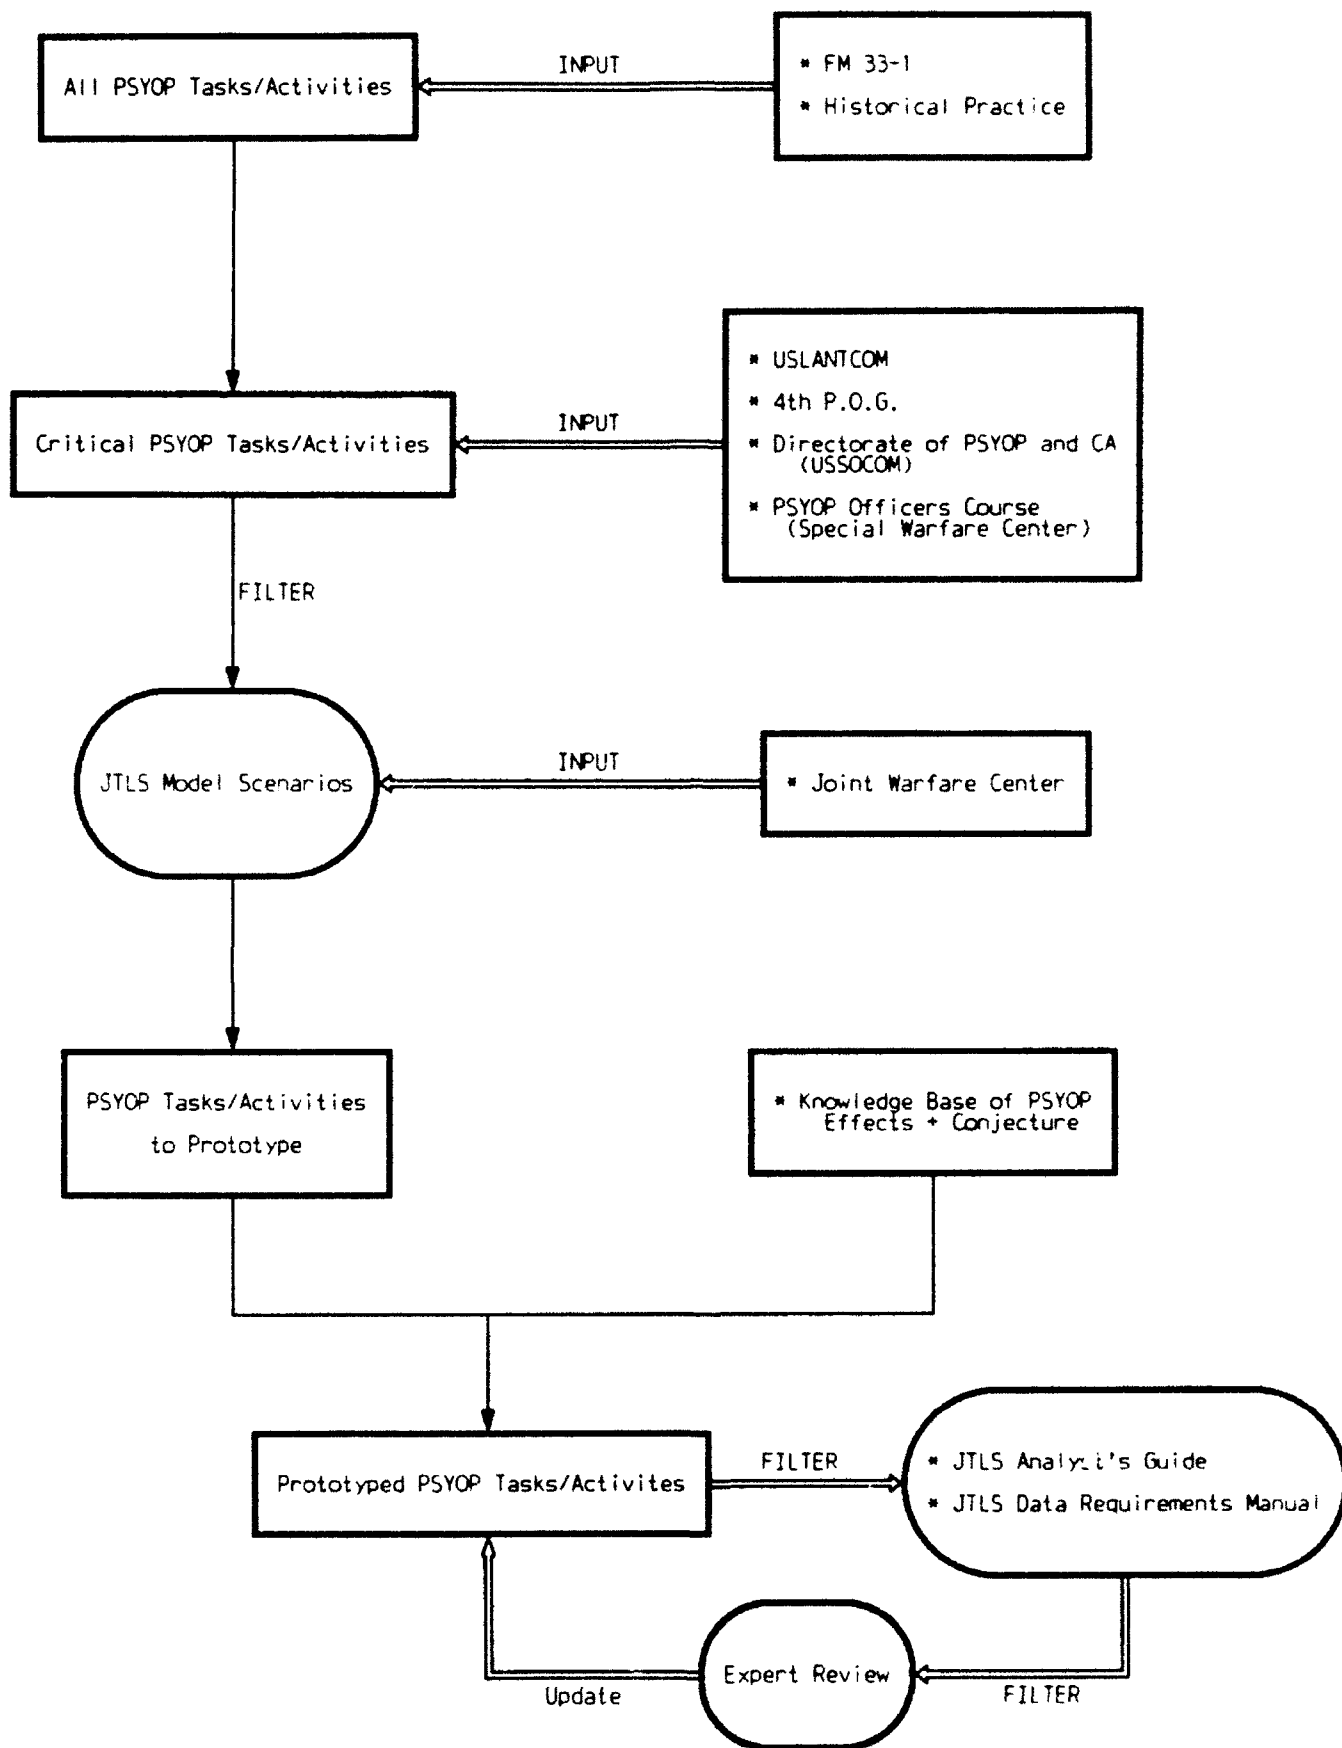 All PSYOP Tasks/Activities
INPUT
* FM 33-1
* Historical Practice
Critical PSYOP Tasks/Activities
INPUT
* USLANTCOM
* 4th P.O.G.
* Directorate of PSYOP and CA
(USSOCOM)
* PSYOP Officers Course
(Special Warfare Center)
FILTER
JTLS Model Scenarios
INPUT
* Joint Warfare Center
PSYOP Tasks/Activities
to Prototype
* Knowledge Base of PSYOP
Effects + Conjecture
Prototyped PSYOP Tasks/Activites
FILTER
* JTLS Guide
* JTLS Data Requirements Manual
Expert Review
Update
FILTER